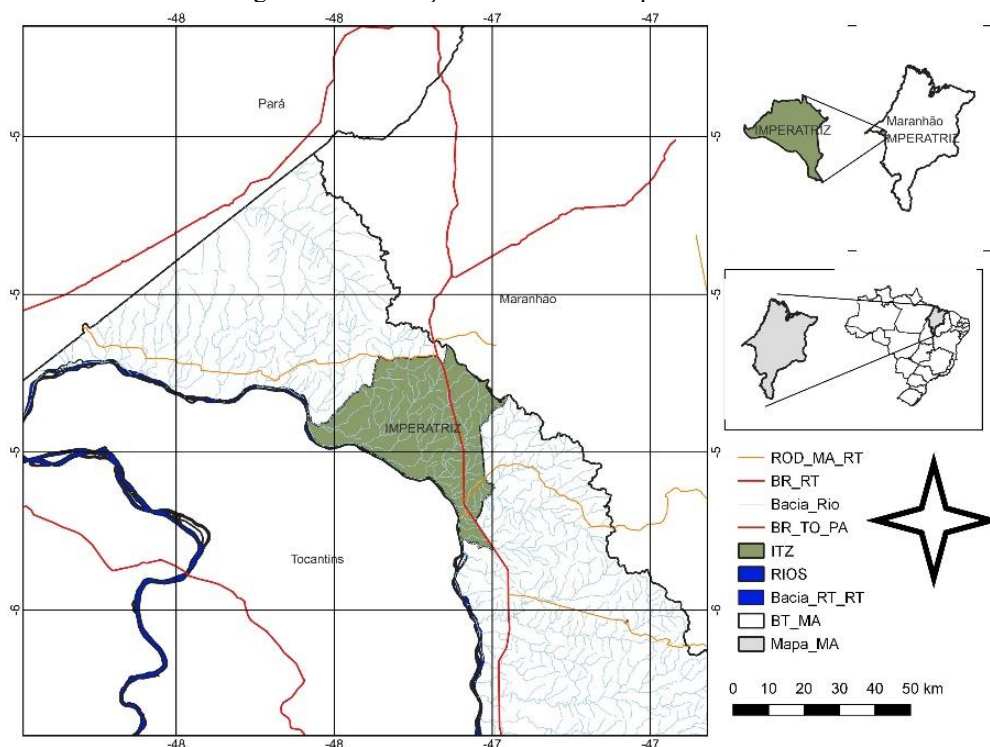 -48
-48
-47
-47
Pará
-5
-5
IMPERATRIZ
Maranhão
MPERATRIZ
-5
-5
Maranhão
IMPERATRIZ
-5
-5
Tocantins
-6
-6
-48
-48
-47
-47
ROD_MA_RT
BR_RT
Bacia_Rio
BR_TO_PA
ITZ
RIOS
Bacia_RT_RT
BT_MA
Mapa_MA
0 10 20 30 40 50 km